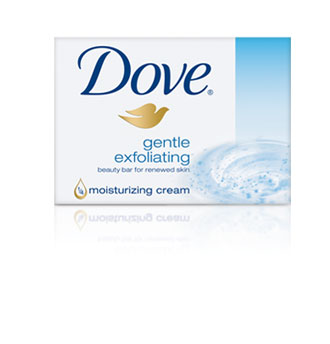 Dove®
gentle
exfoliating
beauty bar for renewed skin
¼ moisturizing cream